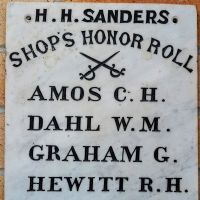 H.H. SANDERS
SHOP'S HONOR ROLL
AMOS C.H.
DAHL W.M.
GRAHAM G.
HEWITT R.H.